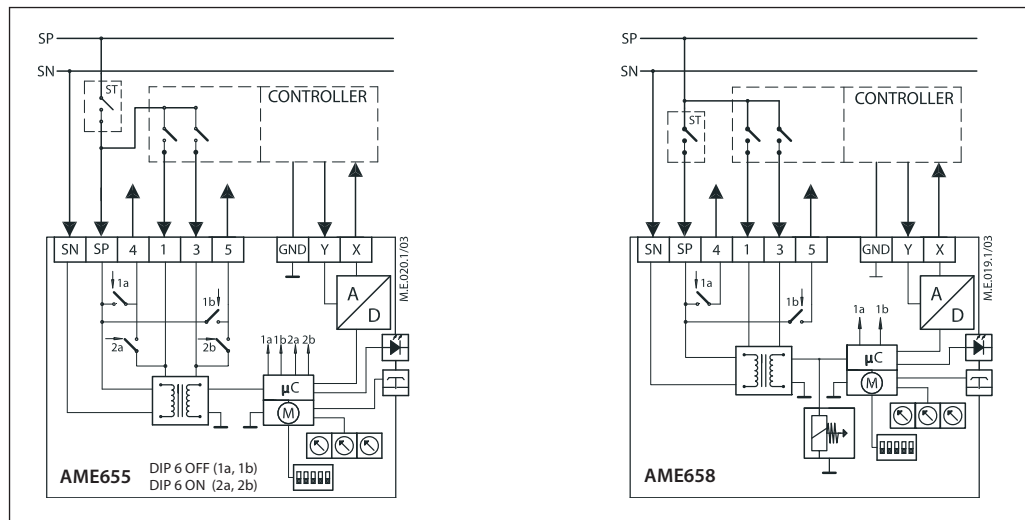 SP
SN
ST
CONTROLLER
SN SP 4 1 3 5 GND Y X
M.E.020.1/03
1a
1b
2a
2b
A
D
1a 1b 2a 2b
µC
M
AME655
DIP 6 OFF (1a, 1b)
DIP 6 ON (2a, 2b)
SP
SN
ST
CONTROLLER
SN SP 4 1 3 5 GND Y X
M.E.019.1/03
1a
1b
A
D
1a 1b
µC
M
AME658